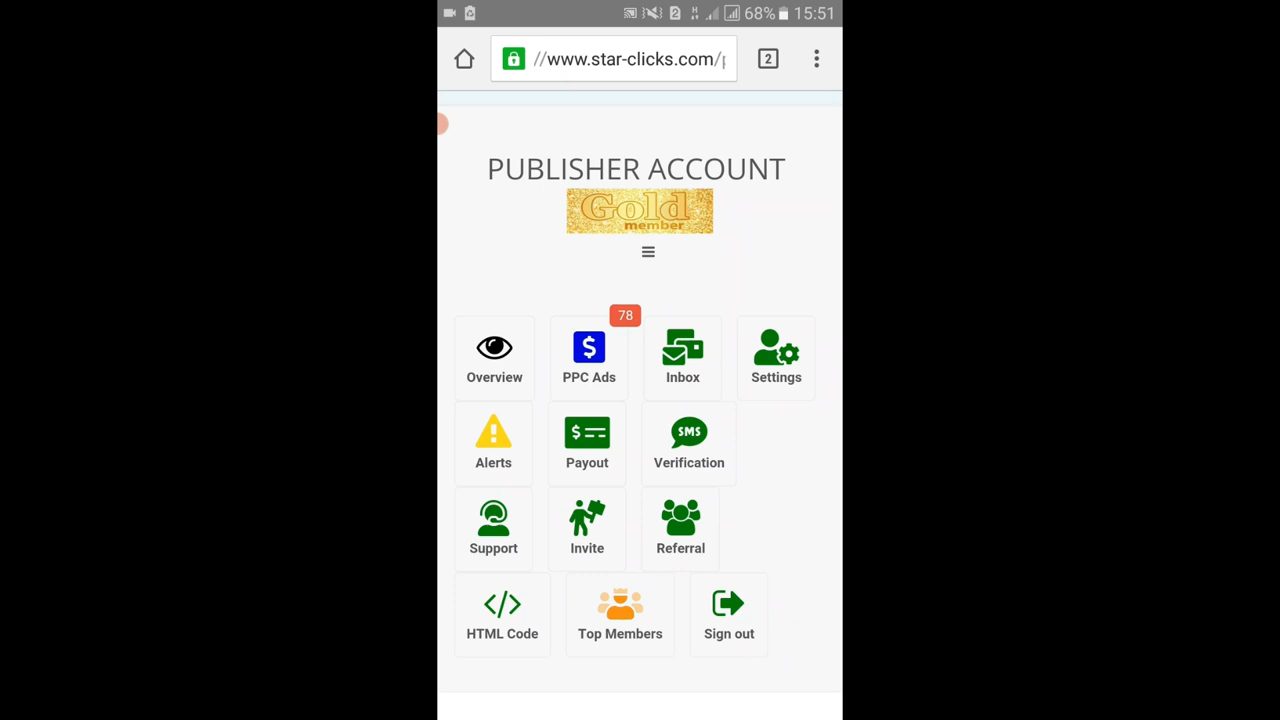 68% 15:51
//www.star-clicks.com/p
2
PUBLISHER ACCOUNT
Gold
member
78
Overview PPC Ads Inbox Settings
SMS
Alerts Payout Verification
Support Invite Referral
HTML Code Top Members Sign out